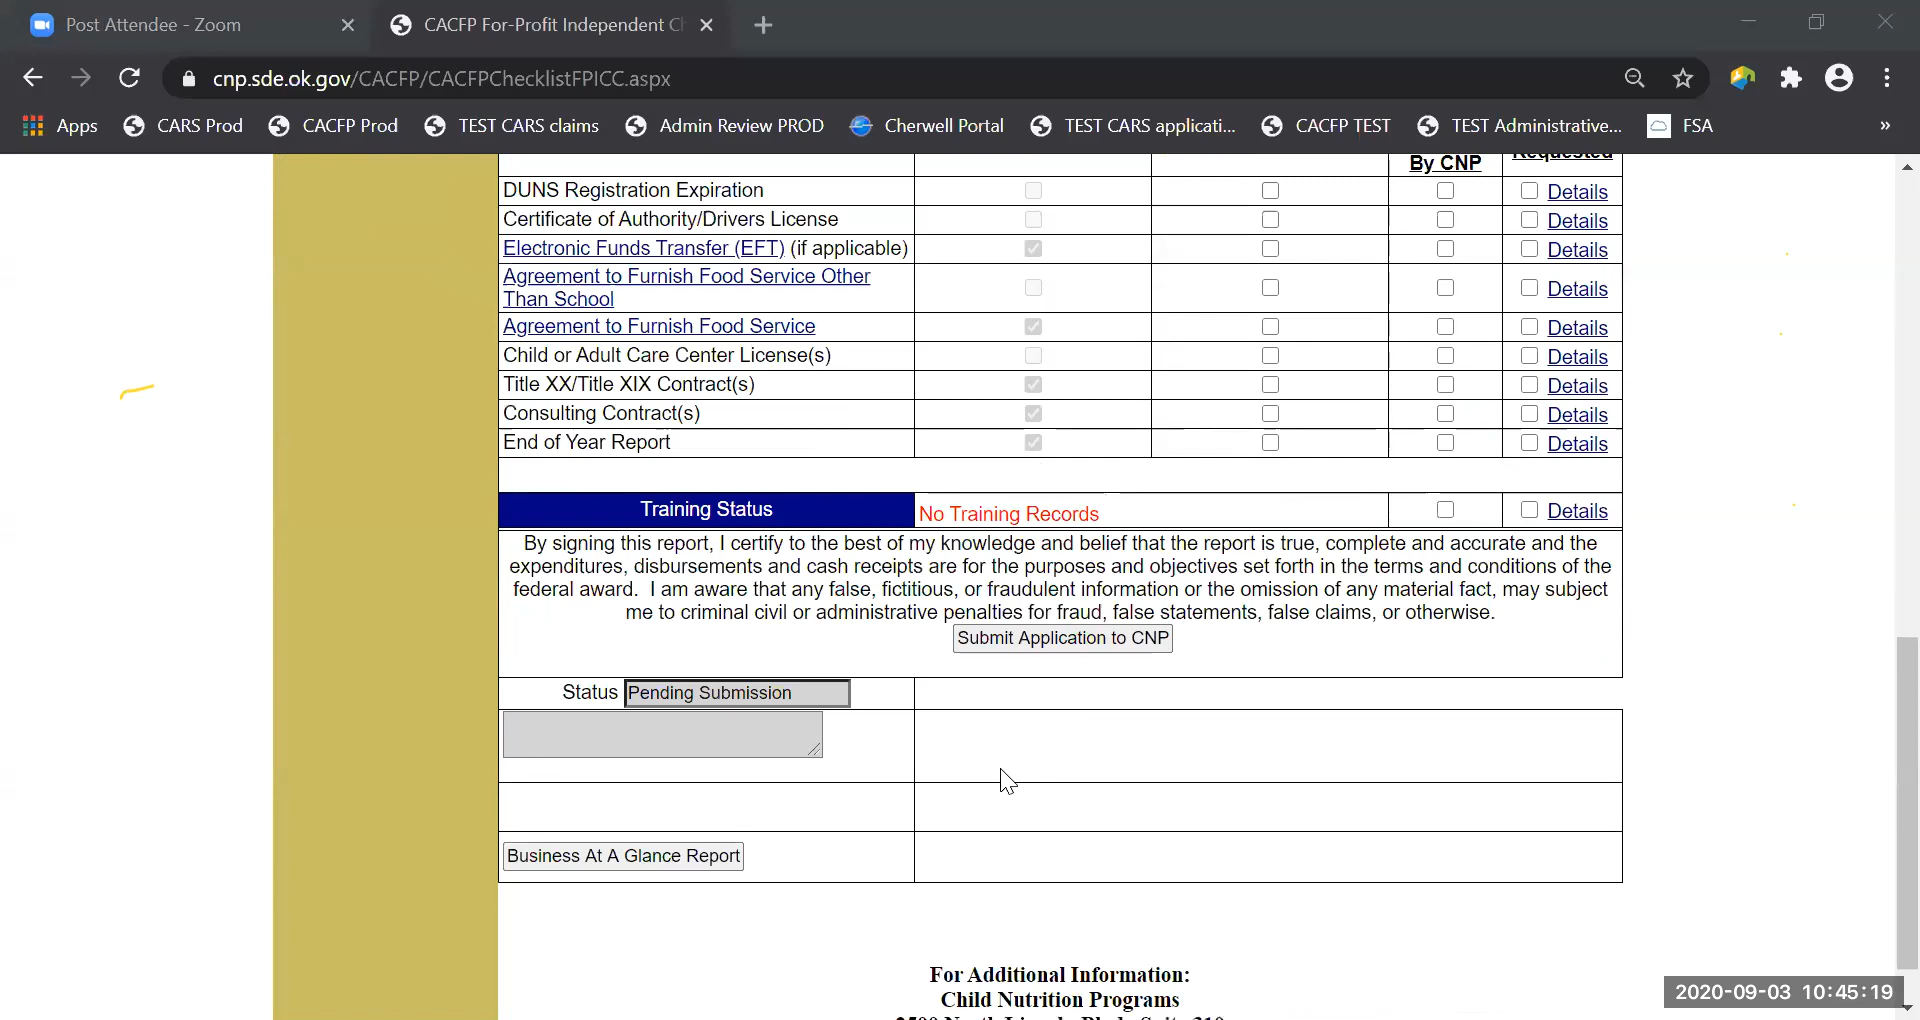 Post Attendee - Zoom
CACFP For-Profit Independent
cnp.sde.ok.gov/CACFP/CACFPChecklistFPICC.aspx
Apps CARS Prod CACFP Prod TEST CARS claims Admin Review PROD Cherwell Portal TEST CARS applicati... CACFP TEST TEST Administrative... FSA »
By CNP Requested
DUNS Registration Expiration Details
Certificate of Authority/Drivers License Details
Electronic Funds Transfer (EFT) (if applicable) Details
Agreement to Furnish Food Service Other
Than School Details
Agreement to Furnish Food Service Details
Child or Adult Care Center License(s) Details
Title XX/Title XIX Contract(s) Details
Consulting Contract(s) Details
End of Year Report Details
Training Status No Training Records Details
By signing this report, I certify to the best of my knowledge and belief that the report is true, complete and accurate and the
expenditures, disbursements and cash receipts are for the purposes and objectives set forth in the terms and conditions of the
federal award. I am aware that any false, fictitious, or fraudulent information or the omission of any material fact, may subject
me to criminal civil or administrative penalties for fraud, false statements, false claims, or otherwise.
Submit Application to CNP
Status Pending Submission
Business At A Glance Report
For Additional Information:
Child Nutrition Programs
2020-09-03 10:45:19